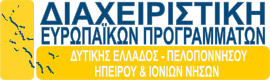 ΔΙΑΧΕΙΡΙΣΤΙΚΗ
ΕΥΡΩΠΑΪΚΩΝ ΠΡΟΓΡΑΜΜΑΤΩΝ
ΔΥΤΙΚΗΣ ΕΛΛΑΔΟΣ - ΠΕΛΟΠΟΝΝΗΣΟΥ
ΗΠΕΙΡΟΥ & ΙΟΝΙΩΝ ΝΗΣΩΝ